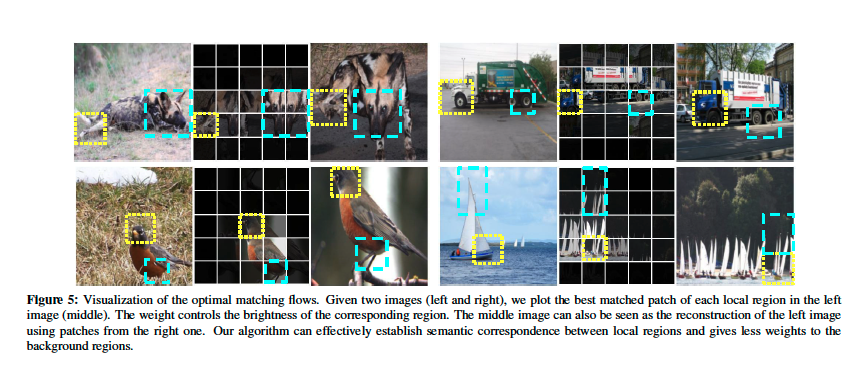 Figure 5: Visualization of the optimal matching flows. Given two images (left and right), we plot the best matched patch of each local region in the left
image (middle). The weight controls the brightness of the corresponding region. The middle image can also be seen as the reconstruction of the left image
using patches from the right one. Our algorithm can effectively establish semantic correspondence between local regions and gives less weights to the
background regions.